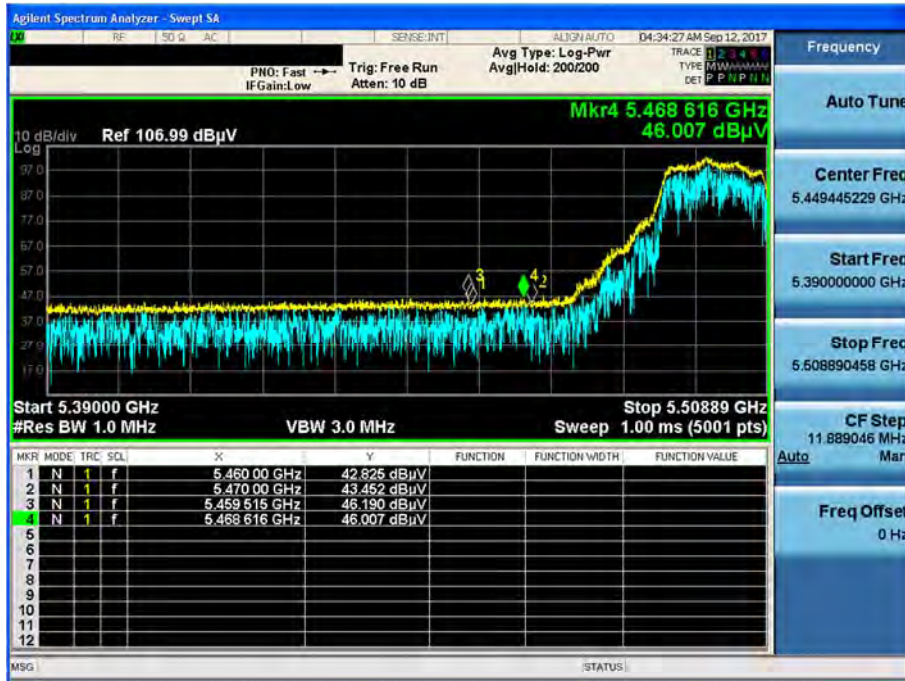 Agilent Spectrum Analyzer - Swept SA
RF 50 Ω AC SENSE:INT ALIGN AUTO 04:34:27 AM Sep 12, 2017
PNO: Fast Trig: Free Run Avg Type: Log-Pwr TRACE 1 2 3 4 5 6
IFGain:Low Atten: 10 dB Avg|Hold: 200/200 TYPE
DET P P N P N N
Mkr4 5.468 616 GHz
46.007 dBµV
10 dB/div Ref 106.99 dBµV
Log
97.0
87.0
77.0
67.0
57.0
47.0
37.0
27.0
17.0
3
1
4
2
Start 5.39000 GHz Stop 5.50889 GHz
#Res BW 1.0 MHz VBW 3.0 MHz Sweep 1.00 ms (5001 pts)
MKR MODE TRC SCL X Y FUNCTION FUNCTION WIDTH FUNCTION VALUE
1 N 1 f 5.460 00 GHz 42.825 dBµV
2 N 1 f 5.470 00 GHz 43.452 dBµV
3 N 1 f 5.459 515 GHz 46.190 dBµV
4 N 1 f 5.468 616 GHz 46.007 dBµV
5
6
7
8
9
10
11
12
MSG STATUS
Frequency
Auto Tune
Center Freq
5.449445229 GHz
Start Freq
5.390000000 GHz
Stop Freq
5.508890458 GHz
CF Step
11.889046 MHz
Auto Man
Freq Offset
0 Hz